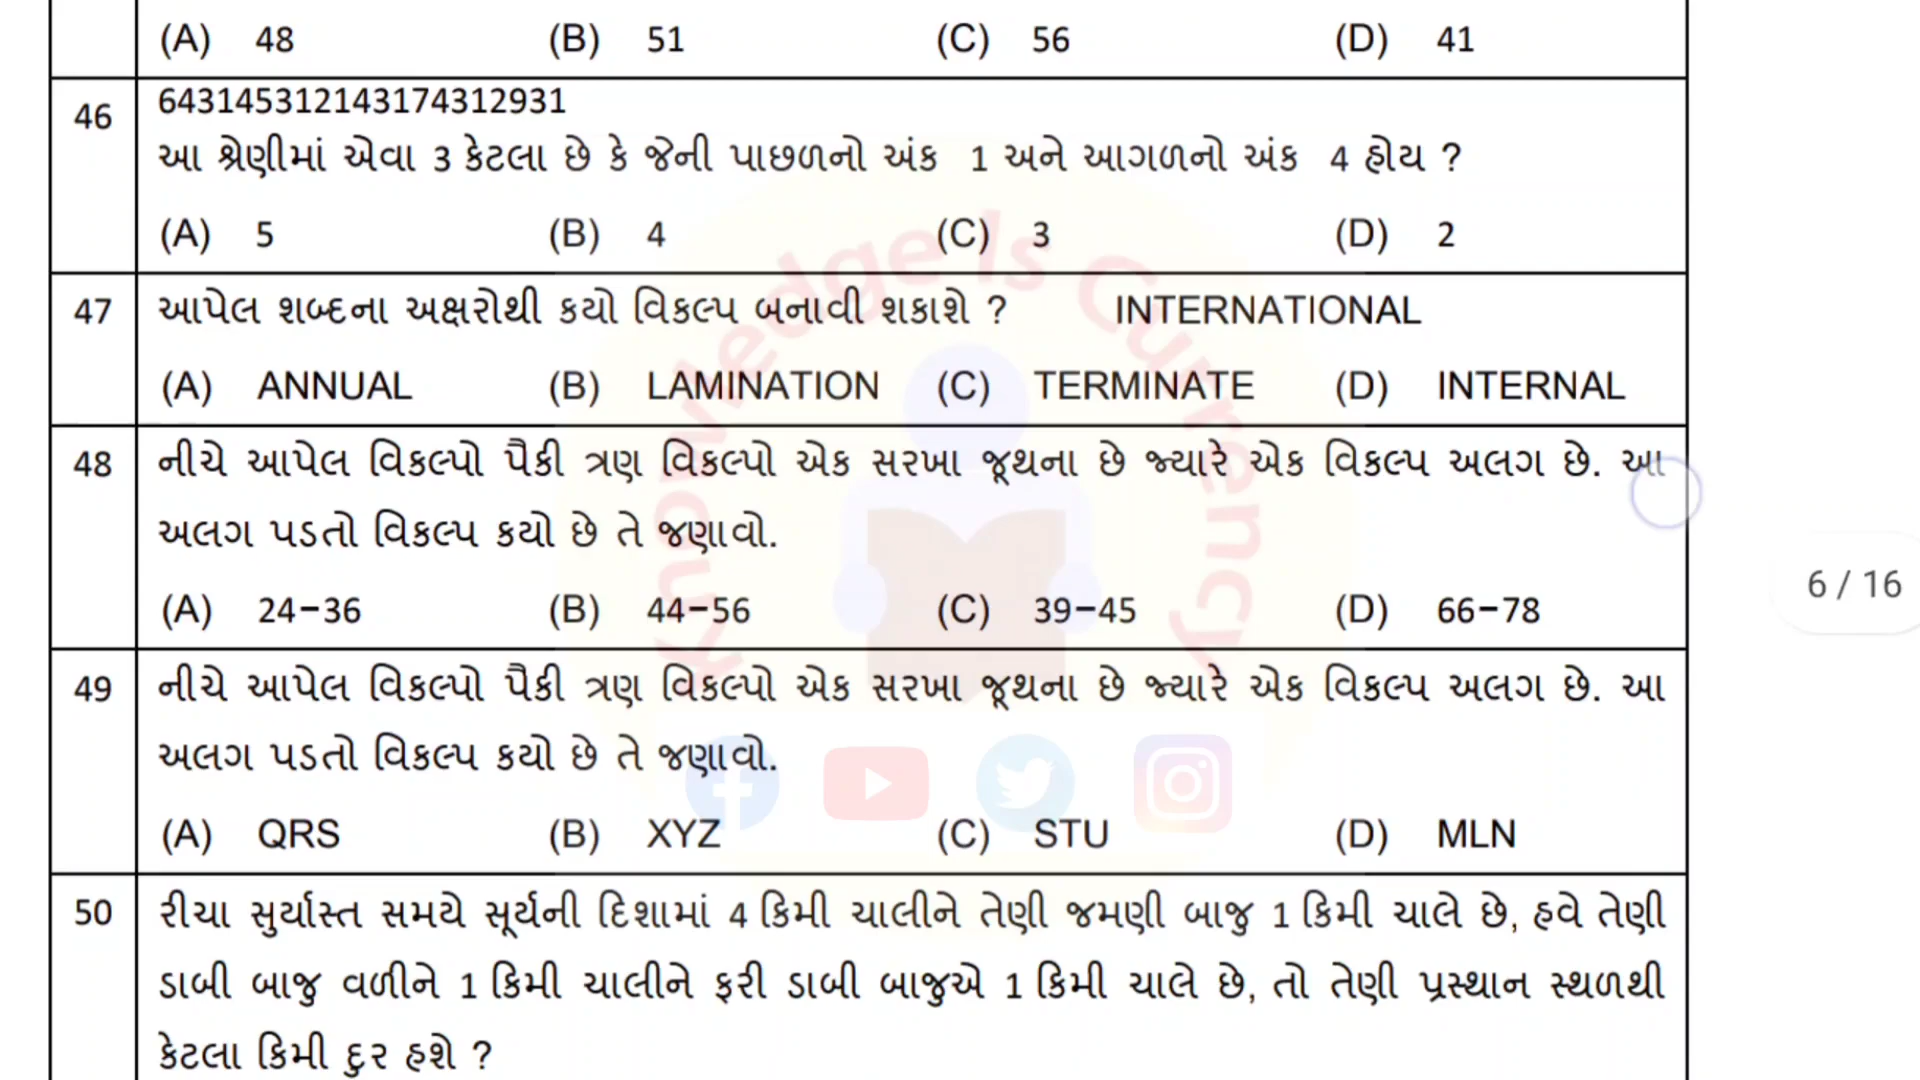 (A) 48 (B) 51 (C) 56 (D) 41
46 643145312143174312931
આ શ્રેણીમાં એવા 3 કેટલા છે કે જેની પાછળનો અંક 1 અને આગળનો અંક 4 હોય ?
(A) 5 (B) 4 (C) 3 (D) 2
47 આપેલ શબ્દના અક્ષરોથી કયો વિકલ્પ બનાવી શકાશે ? INTERNATIONAL
(A) ANNUAL (B) LAMINATION (C) TERMINATE (D) INTERNAL
48 નીચે આપેલ વિકલ્પો પૈકી ત્રણ વિકલ્પો એક સરખા જૂથના છે જ્યારે એક વિકલ્પ અલગ છે. આ
અલગ પડતો વિકલ્પ કયો છે તે જણાવો.
(A) 24-36 (B) 44-56 (C) 39-45 (D) 66-78
6 / 16
49 નીચે આપેલ વિકલ્પો પૈકી ત્રણ વિકલ્પો એક સરખા જૂથના છે જ્યારે એક વિકલ્પ અલગ છે. આ
અલગ પડતો વિકલ્પ કયો છે તે જણાવો.
(A) QRS (B) XYZ (C) STU (D) MLN
50 રીચા સુર્યાસ્ત સમયે સૂર્યની દિશામાં 4 કિમી ચાલીને તેણી જમણી બાજુ 1 કિમી ચાલે છે, હવે તેણી
ડાબી બાજુ વળીને 1 કિમી ચાલીને ફરી ડાબી બાજુએ 1 કિમી ચાલે છે, તો તેણી પ્રસ્થાન સ્થળથી
કેટલા કિમી દુર હશે ?
Knowledge Is Currency